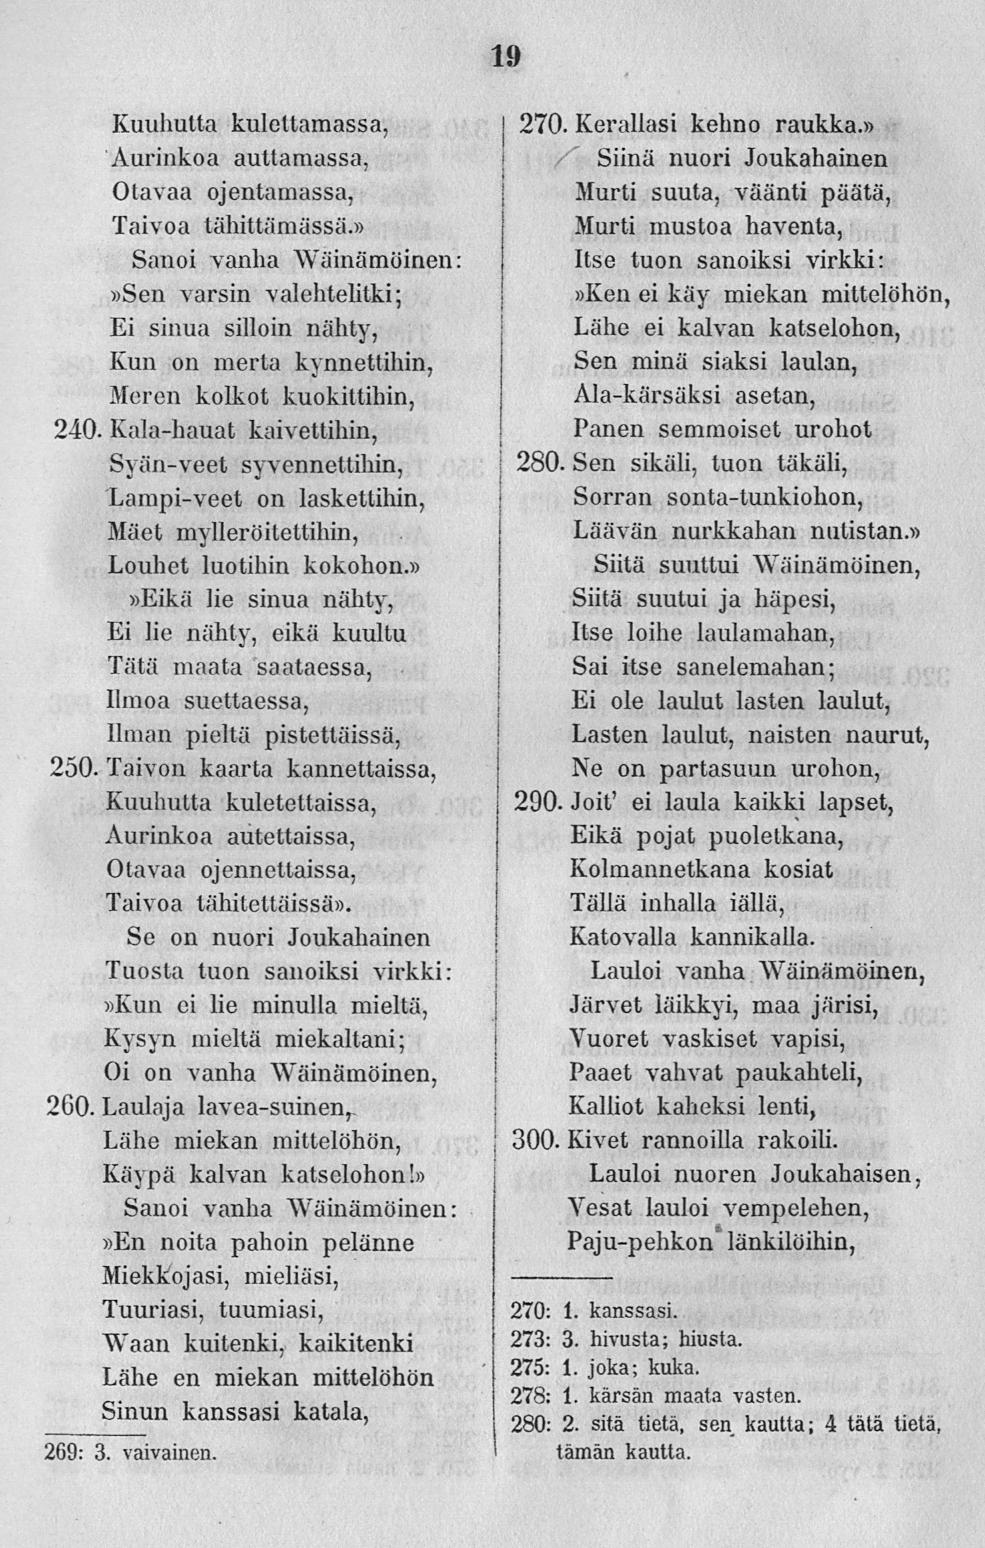 19
Kuuhutta kulettamassa,
Aurinkoa auttamassa,
Otavaa ojentamassa,
Taivoa tähittämässä.»
Sanoi vanha Wäinämöinen:
»Sen varsin valehtelitki;
Ei sinua silloin nähty,
Kun on merta kynnettihin,
Meren kolkot kuokittihin,
240. Kala-hauat kaivettihin,
Syän-veet syvennettihin,
Lampi-veet on laskettihin,
Mäet mylleröitettihin,
Louhet luotihin kokohon.»
»Eikä lie sinua nähty,
Ei lie nähty, eikä kuultu
Tätä maata saataessa,
Ilmoa suettaessa,
Ilman pieltä pistettäissä,
250. Taivon kaarta kannettaissa,
Kuuhutta kuletettaissa,
Aurinkoa autettaissa,
Otavaa ojennettaissa,
Taivoa tähitettäissä».
Se on nuori Joukahainen
Tuosta tuon sanoiksi virkki:
»Kun ei lie minulla mieltä,
Kysyn mieltä miekaltani;
Oi on vanha Wäinämöinen,
260. Laulaja lavea-suinen,
Lähe miekan mittelöhön,
Käypä kalvan katselohon!»
Sanoi vanha Wäinämöinen:
»En noita pahoin pelänne
Miekkojasi, mieliäsi,
Tuuriasi, tuumiasi,
Waan kuitenki, kaikitenki
Lähe en miekan mittelöhön
Sinun kanssasi katala,
269: 3. vaivainen.
270. Kerallasi kehno raukka.»
Siinä nuori Joukahainen
Murti suuta, väänti päätä,
Murti mustoa haventa,
Itse tuon sanoiksi virkki:
»Ken ei käy miekan mittelöhön,
Lähe ei kalvan katselohon,
Sen minä siaksi laulan,
Ala-kärsäksi asetan,
Panen semmoiset urohot
280. Sen sikäli, tuon täkäli,
Sorran sonta-tunkiohon,
Läävän nurkkahan nutistan.»
Siitä suuttui Wäinämöinen,
Siitä suutui ja häpesi,
Itse loihe laulamahan,
Sai itse sanelemahan;
Ei ole laulut lasten laulut,
Lasten laulut, naisten naurut,
Ne on partasuun urohon,
290. Joit' ei laula kaikki lapset,
Eikä pojat puoletkana,
Kolmannetkana kosiat
Tällä inhalla iällä,
Katovalla kannikalla.
Lauloi vanha Wäinämöinen,
Järvet läikkyi, maa järisi,
Vuoret vaskiset vapisi,
Paaet vahvat paukahteli,
Kalliot kaheksi lenti,
300. Kivet rannoilla rakoili.
Lauloi nuoren Joukahaisen,
Vesat lauloi vempelehen,
Paju-pehkon länkilöihin,
270: 1. kanssasi.
273: 3. hivusta; hiusta.
275: 1. joka; kuka.
278: 1. kärsän maata vasten.
280: 2. sitä tietä, sen kautta; 4 tätä tietä,
tämän kautta.